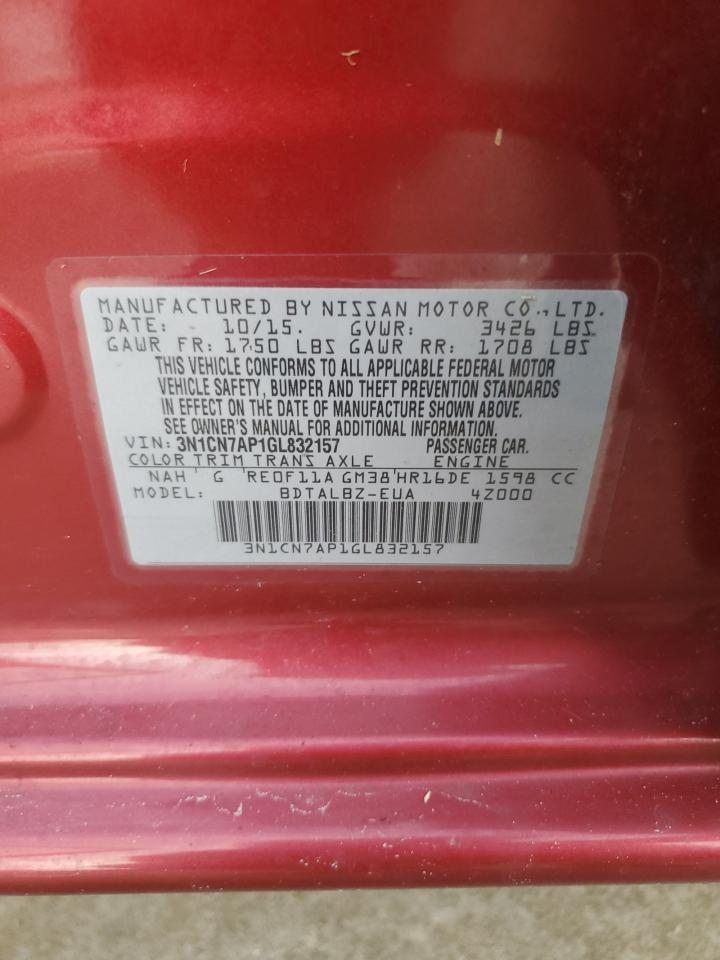 MANUFACTURED BY NISSAN MOTOR CO., LTD.
DATE: 10/15. GVWR: 3426 LBS
GAWR FR: 1750 LBS GAWR RR: 1708 LBS
THIS VEHICLE CONFORMS TO ALL APPLICABLE FEDERAL MOTOR
VEHICLE SAFETY, BUMPER AND THEFT PREVENTION STANDARDS
IN EFFECT ON THE DATE OF MANUFACTURE SHOWN ABOVE.
SEE OWNER'S MANUAL FOR ADDITIONAL INFORMATION.
VIN: 3N1CN7AP1GL832157 PASSENGER CAR.
COLOR TRIM TRANS AXLE ENGINE
NAH G RE0F11A GM38 HR16DE 1598 CC
MODEL: BDTALBZ-EUA 4Z000
3N1CN7AP1GL832157